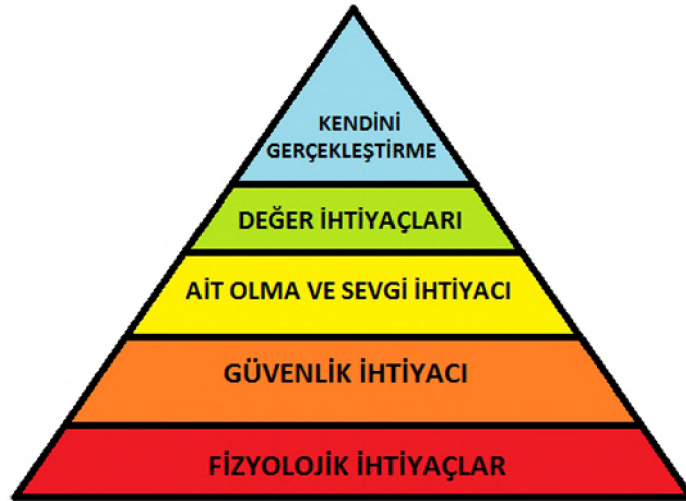 KENDİNİ
GERÇEKLEŞTİRME
DEĞER İHTİYAÇLARI
AİT OLMA VE SEVGİ İHTİYACI
GÜVENLİK İHTİYACI
FİZYOLOJİK İHTİYAÇLAR